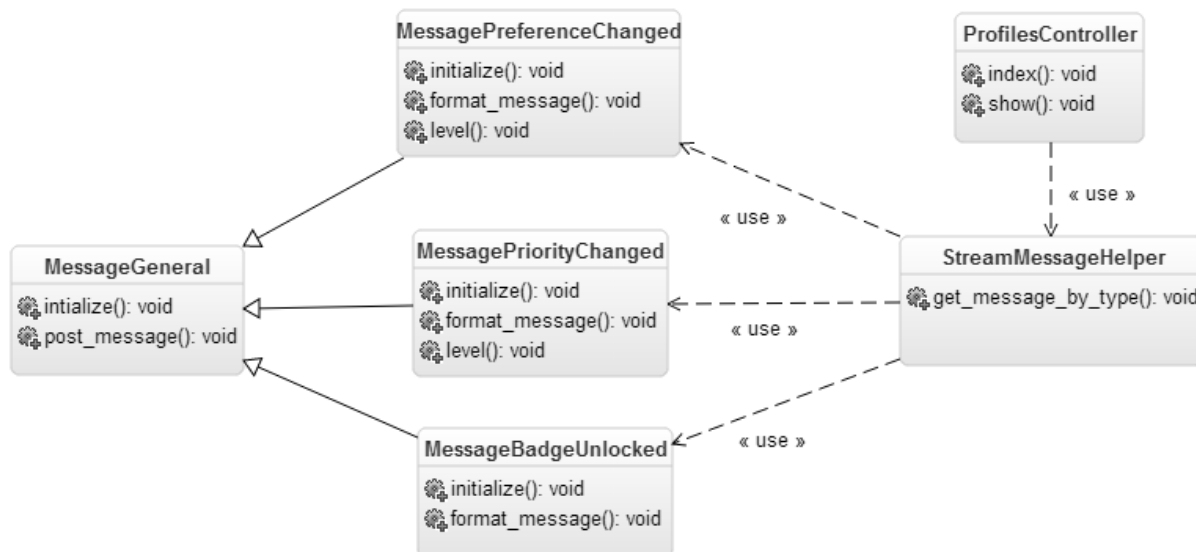 MessagePreferenceChanged
initialize(): void
format_message(): void
level(): void
ProfilesController
index(): void
show(): void
« use »
« use »
MessageGeneral
intialize(): void
post_message(): void
MessagePriorityChanged
initialize(): void
format_message(): void
level(): void
StreamMessageHelper
get_message_by_type(): void
« use »
« use »
MessageBadgeUnlocked
initialize(): void
format_message(): void